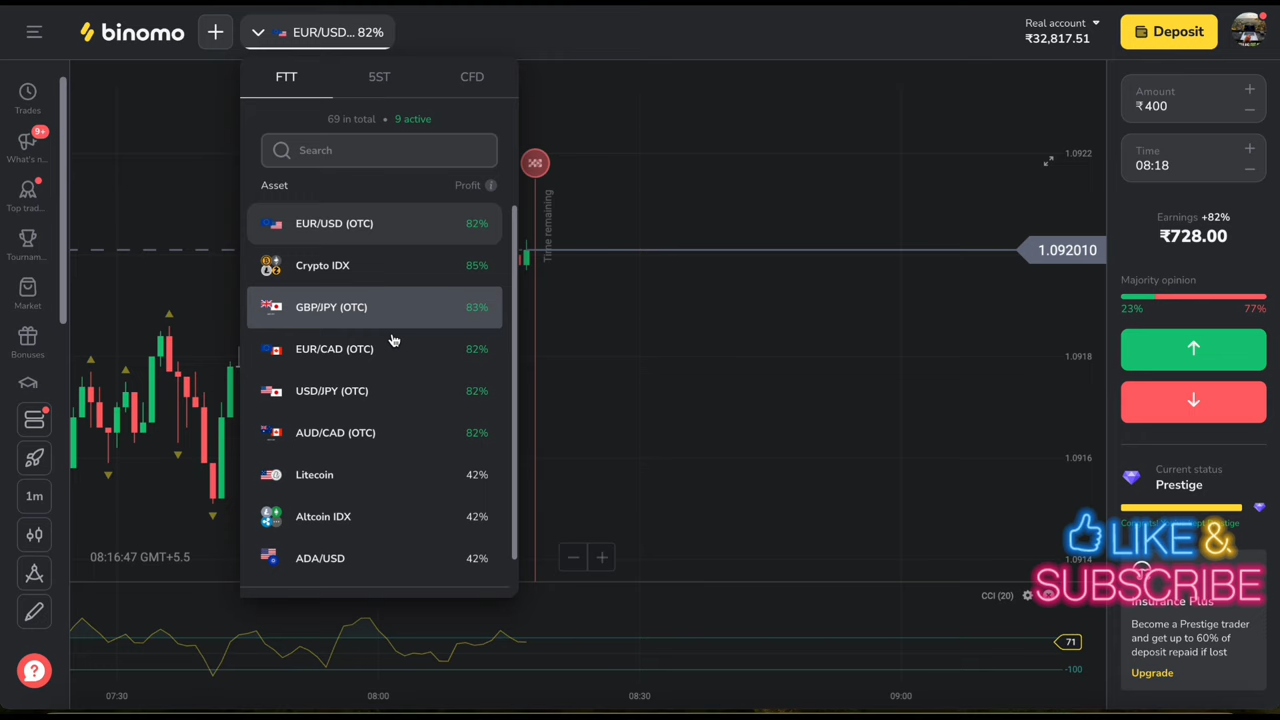 binomo
EUR/USD... 82%
Real account
₹32,817.51
Deposit
Trades
9+
What's n...
Top trad...
Tournam...
Market
Bonuses
1m
FTT
5ST
CFD
69 in total • 9 active
Search
Asset
Profit
EUR/USD (OTC) 82%
Crypto IDX 85%
GBP/JPY (OTC) 83%
EUR/CAD (OTC) 82%
USD/JPY (OTC) 82%
AUD/CAD (OTC) 82%
Litecoin 42%
Altcoin IDX 42%
ADA/USD 42%
Time remaining
1.0922
1.092010
1.0918
1.0916
1.0914
08:16:47 GMT+5.5
CCI (20)
71
-100
07:30
08:00
08:30
09:00
Amount
₹400
Time
08:18
Earnings +82%
₹728.00
Majority opinion
23% 77%
Current status
Prestige
LIKE &
SUBSCRIBE
Insurance Plus
Become a Prestige trader
and get up to 60% of
deposit repaid if lost
Upgrade